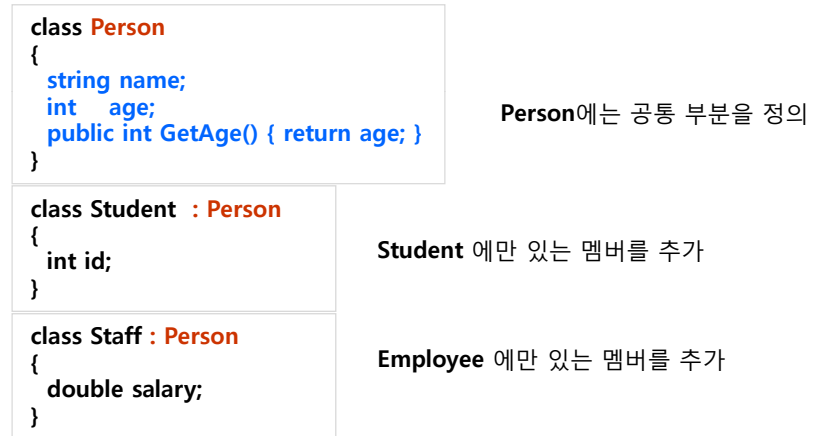 class Person
{
string name;
int age;
public int GetAge() { return age; }
}
Person에는 공통 부분을 정의
class Student : Person
{
int id;
}
Student 에만 있는 멤버를 추가
class Staff : Person
{
double salary;
}
Employee 에만 있는 멤버를 추가